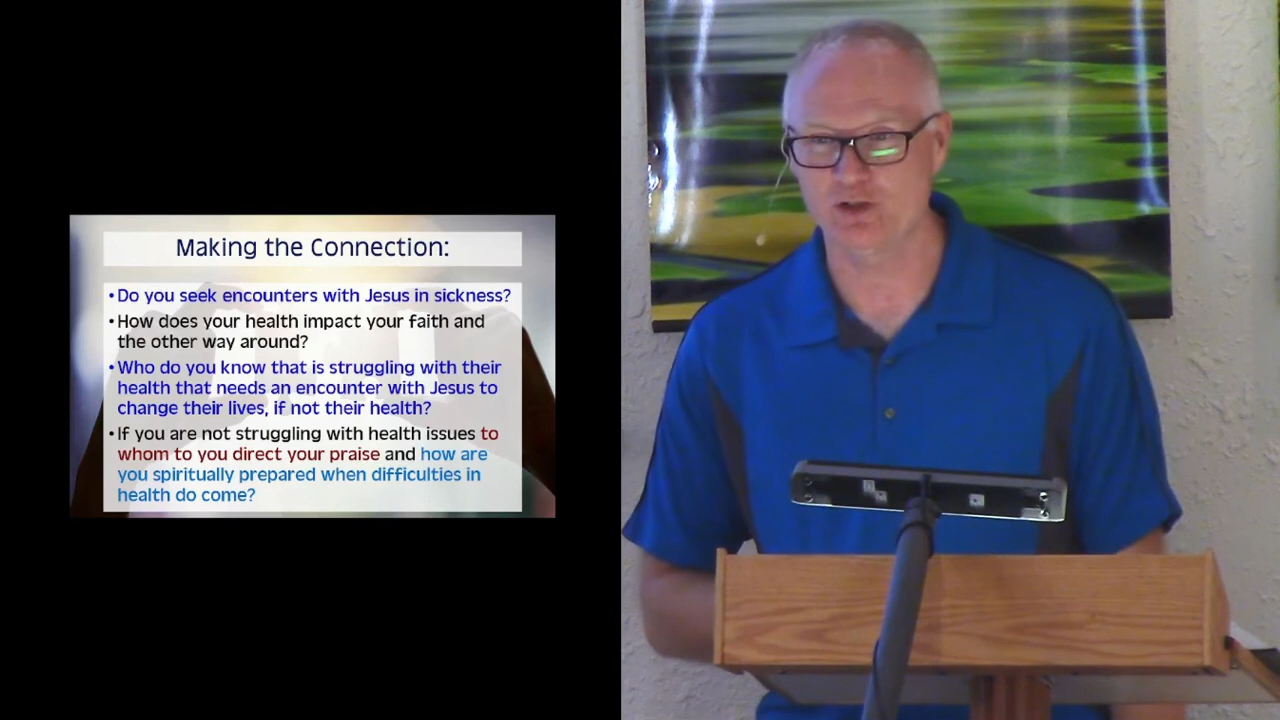 Making the Connection:
•Do you seek encounters with Jesus in sickness?
•How does your health impact your faith and
the other way around?
•Who do you know that is struggling with their
health that needs an encounter with Jesus to
change their lives, if not their health?
•If you are not struggling with health issues to
whom to you direct your praise and how are
you spiritually prepared when difficulties in
health do come?